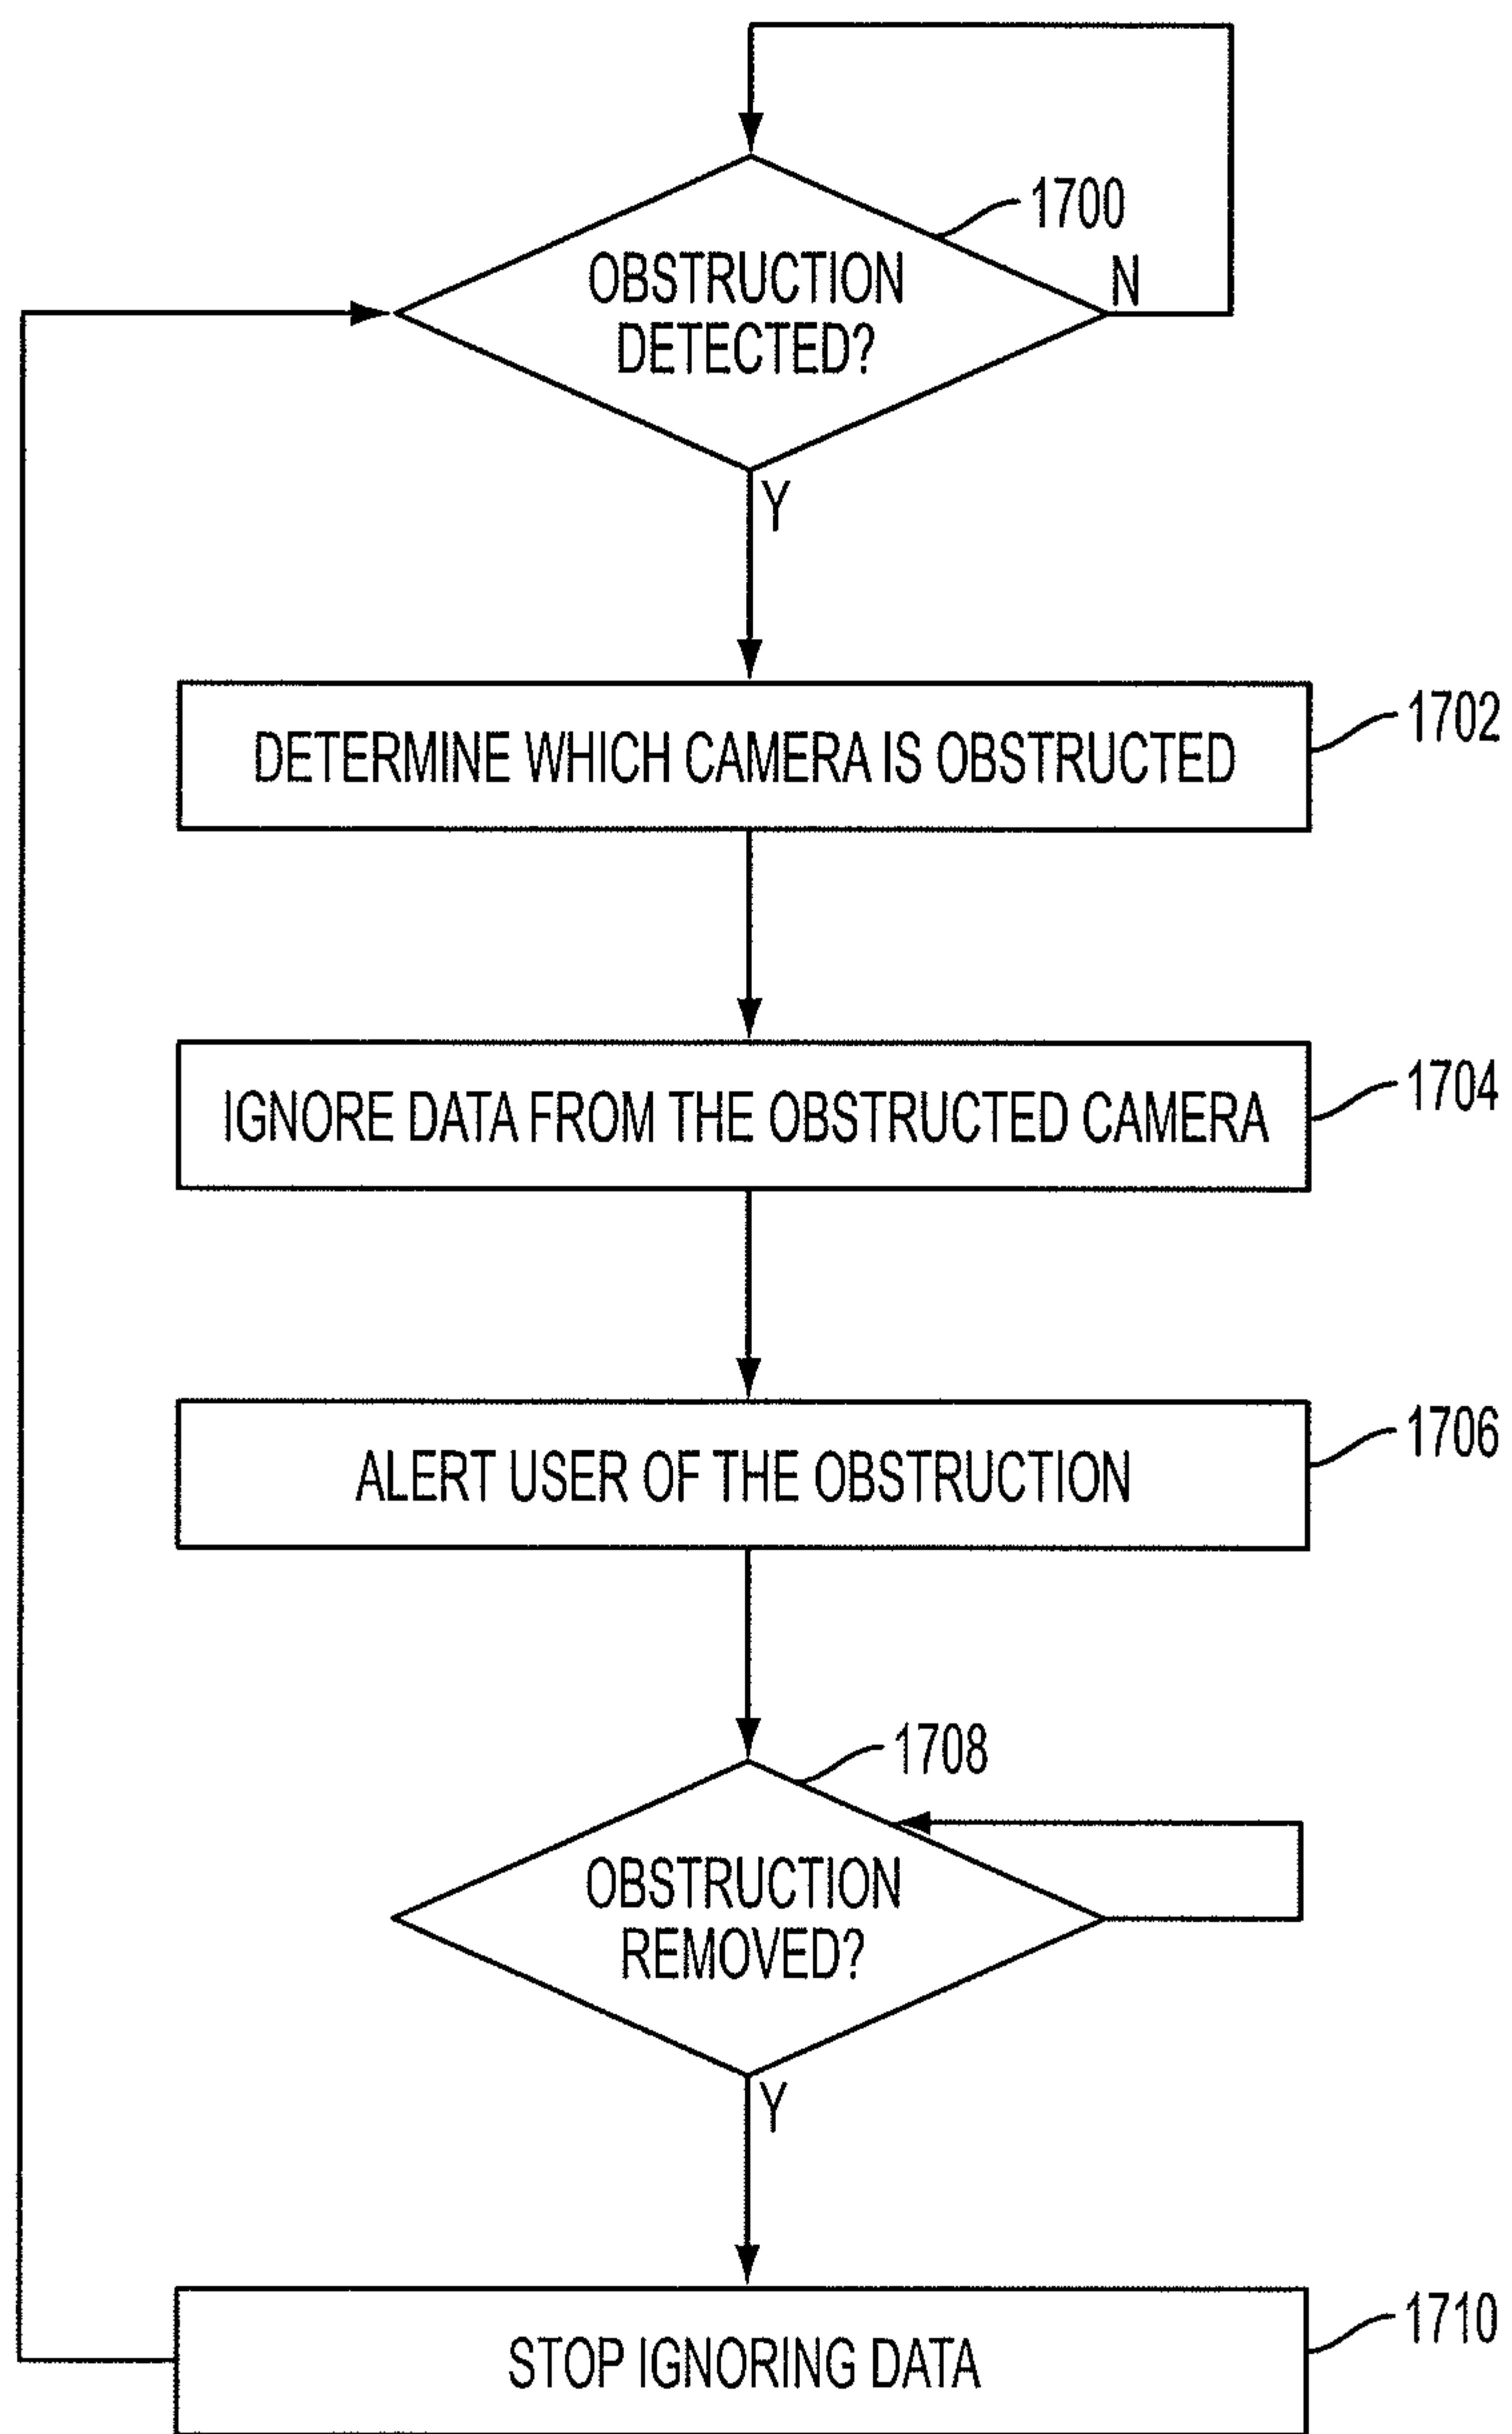 1700
OBSTRUCTION
DETECTED?
N
Y
DETERMINE WHICH CAMERA IS OBSTRUCTED
1702
IGNORE DATA FROM THE OBSTRUCTED CAMERA
1704
ALERT USER OF THE OBSTRUCTION
1706
1708
OBSTRUCTION
REMOVED?
Y
STOP IGNORING DATA
1710